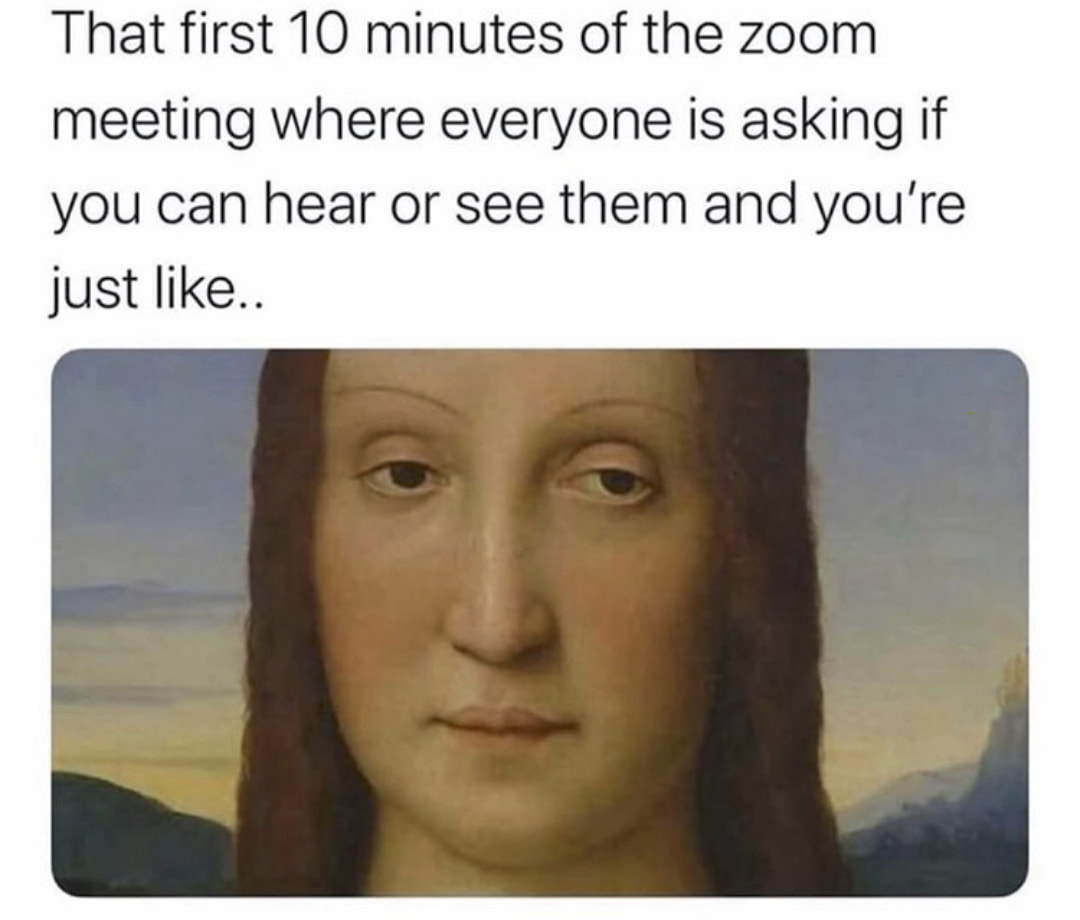 That first 10 minutes of the zoom
meeting where everyone is asking if
you can hear or see them and you’re
just like..